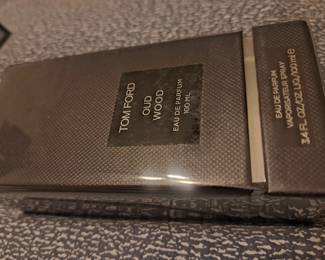 TOM FORD
OUD
WOOD
EAU DE PARFUM
100 ML
EAU DE PARFUM
VAPORISATEUR SPRAY
3.4 FL.OZ/OZ LIQ/100ml e